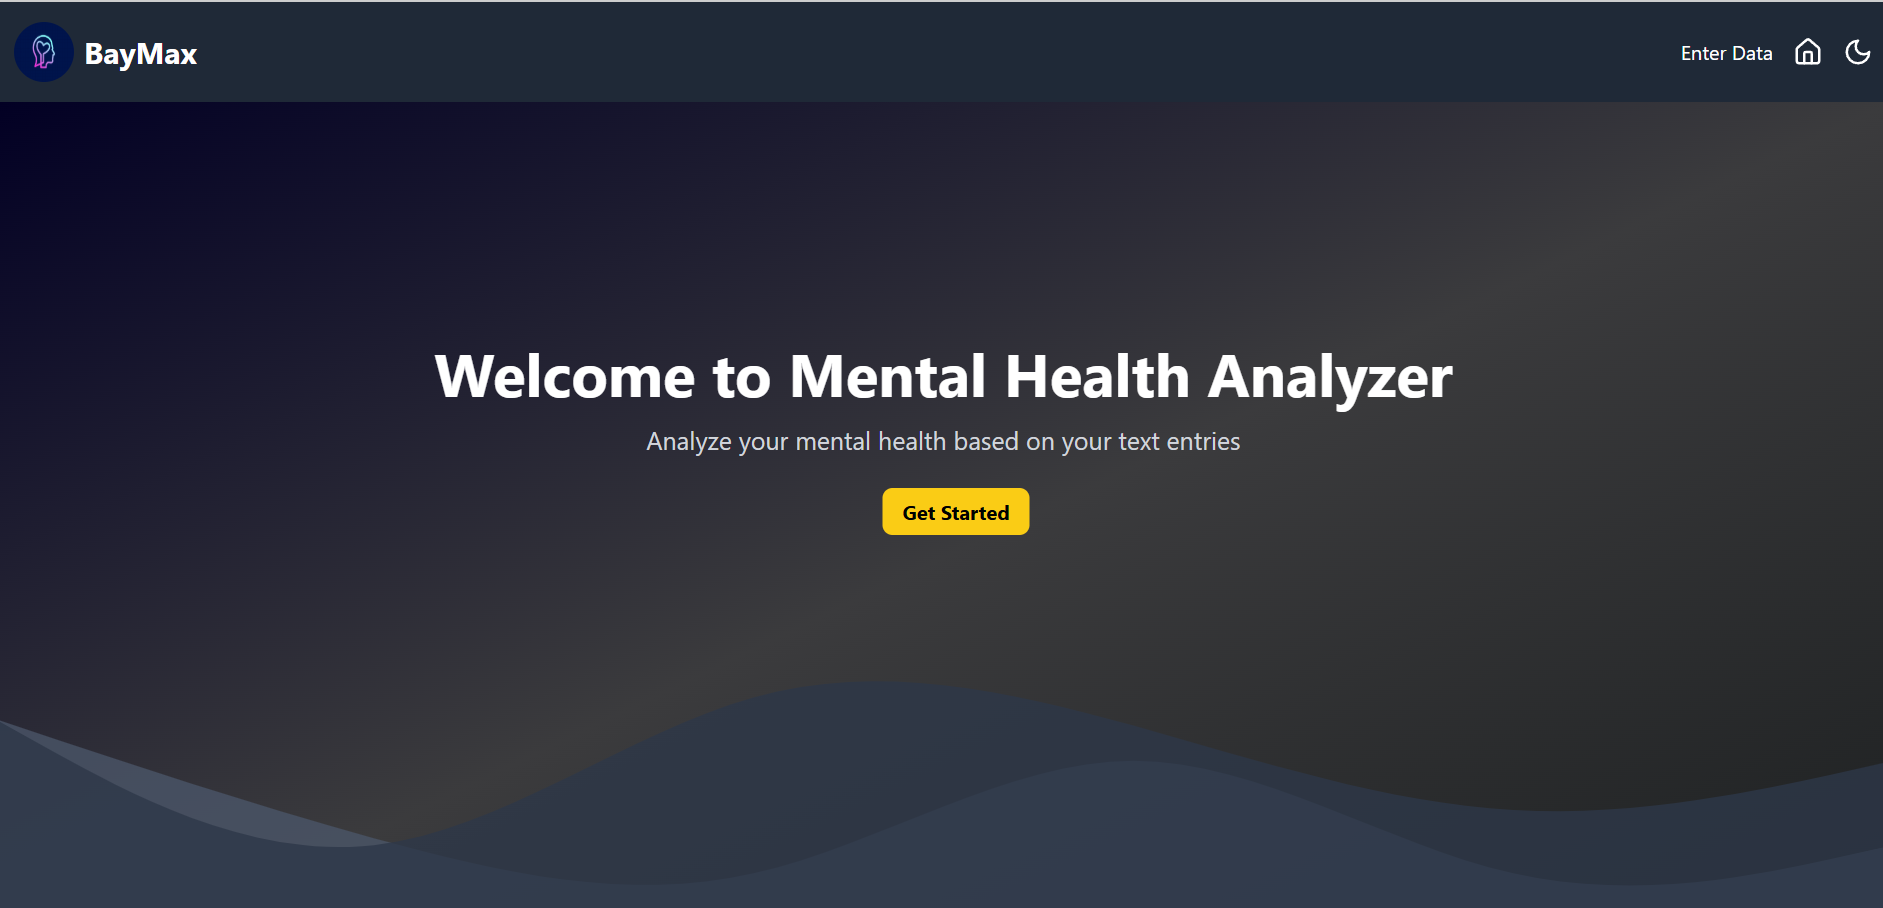 BayMax
Enter Data
Welcome to Mental Health Analyzer
Analyze your mental health based on your text entries
Get Started